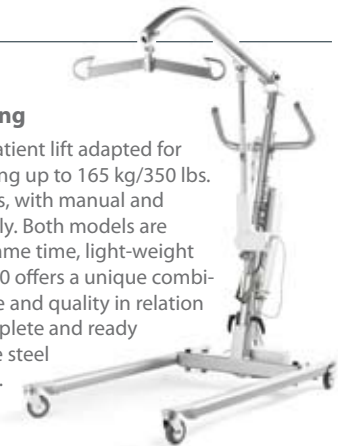 ng
atient lift adapted for
ng up to 165 kg/350 lbs.
s, with manual and
ly. Both models are
ame time, light-weight
0 offers a unique combi-
e and quality in relation
plete and ready
e steel
.